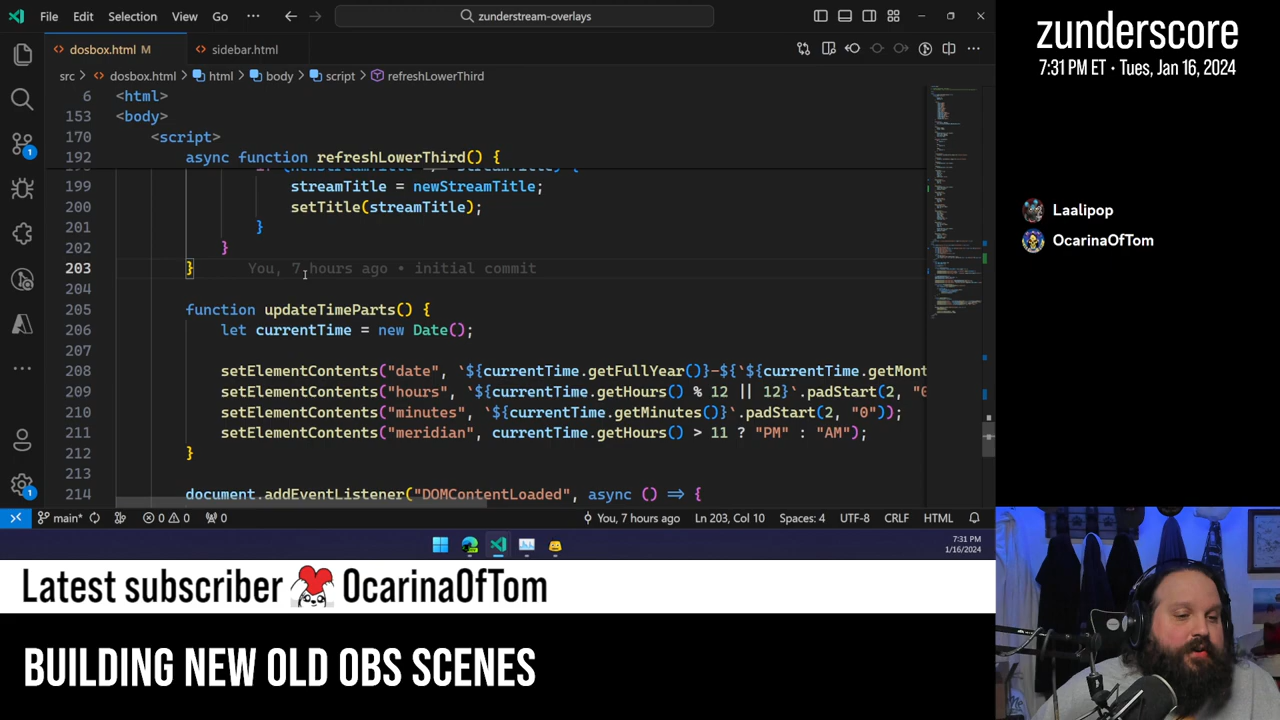 File Edit Selection View Go ··· zunderstream-overlays
dosbox.html M sidebar.html
src > dosbox.html > html > body > script > refreshLowerThird
6 <html>
153 <body>
170 <script>
192 async function refreshLowerThird() {
199 streamTitle = newStreamTitle;
200 setTitle(streamTitle);
201 }
202 }
203 } You, 7 hours ago • initial commit
204
205 function updateTimeParts() {
206 let currentTime = new Date();
207
208 setElementContents("date", `${currentTime.getFullYear()}-${`${currentTime.getMont
209 setElementContents("hours", `${currentTime.getHours() % 12 || 12}`.padStart(2, "0
210 setElementContents("minutes", `${currentTime.getMinutes()}`.padStart(2, "0"));
211 setElementContents("meridian", currentTime.getHours() > 11 ? "PM" : "AM");
212 }
213
214 document.addEventListener("DOMContentLoaded", async () => {
main* 0 0 0 You, 7 hours ago Ln 203, Col 10 Spaces: 4 UTF-8 CRLF HTML
7:31 PM
1/16/2024
Latest subscriber OcarinaOfTom
BUILDING NEW OLD OBS SCENES
zunderscore
7:31 PM ET • Tues, Jan 16, 2024
Laalipop
OcarinaOfTom